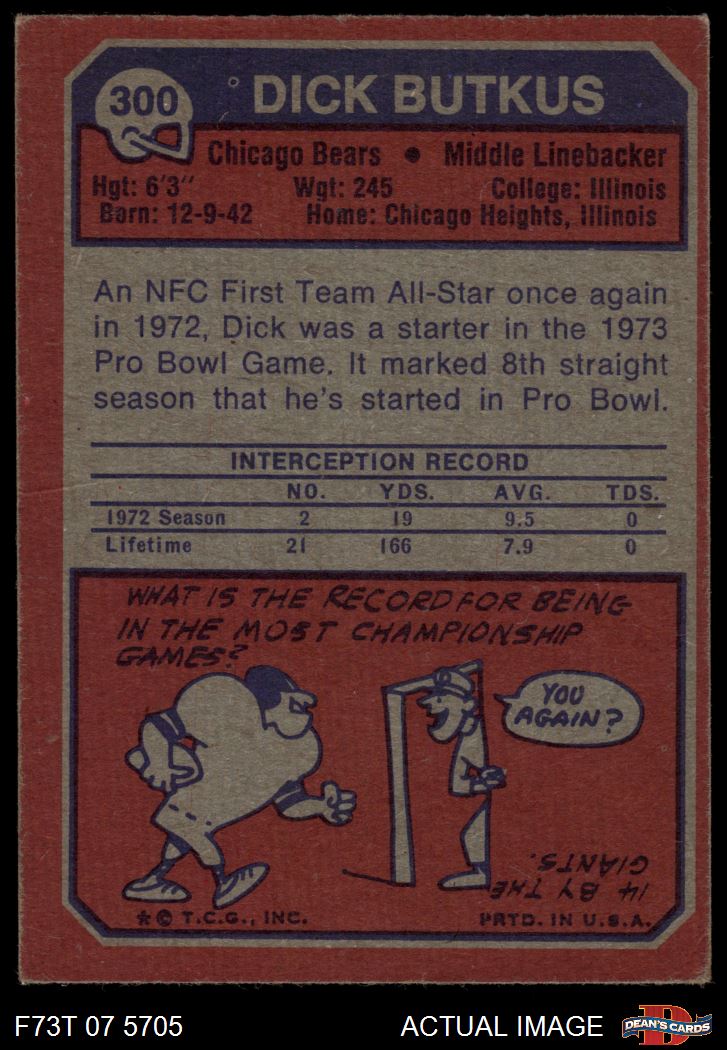 300
DICK BUTKUS
Chicago Bears • Middle Linebacker
Hgt: 6'3" Wgt: 245 College: Illinois
Born: 12-9-42 Home: Chicago Heights, Illinois
An NFC First Team All-Star once again
in 1972, Dick was a starter in the 1973
Pro Bowl Game. It marked 8th straight
season that he's started in Pro Bowl.
INTERCEPTION RECORD
NO. YDS. AVG. TDS.
1972 Season 2 19 9.5 0
Lifetime 21 166 7.9 0
WHAT IS THE RECORD FOR BEING
IN THE MOST CHAMPIONSHIP
GAMES?
YOU
AGAIN?
14 BY THE
GIANTS.
* © T.C.G., INC. PRTD. IN U.S.A.
F73T 07 5705 ACTUAL IMAGE
D
DEAN'S CARDS